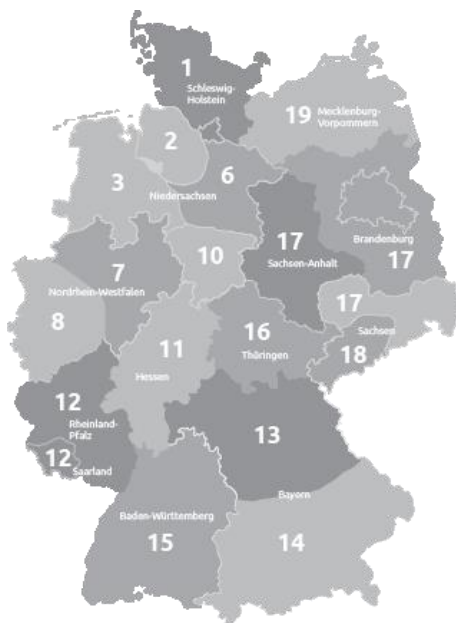 1
Schleswig-
Holstein
19
Mecklenburg-
Vorpommern
2
3
6
Niedersachsen
10
17
Sachsen-Anhalt
Brandenburg
17
7
Nordrhein-Westfalen
8
11
Hessen
16
Thüringen
17
Sachsen
18
12
Rheinland-
Pfalz
12
Saarland
13
Bayern
Baden-Württemberg
15
14